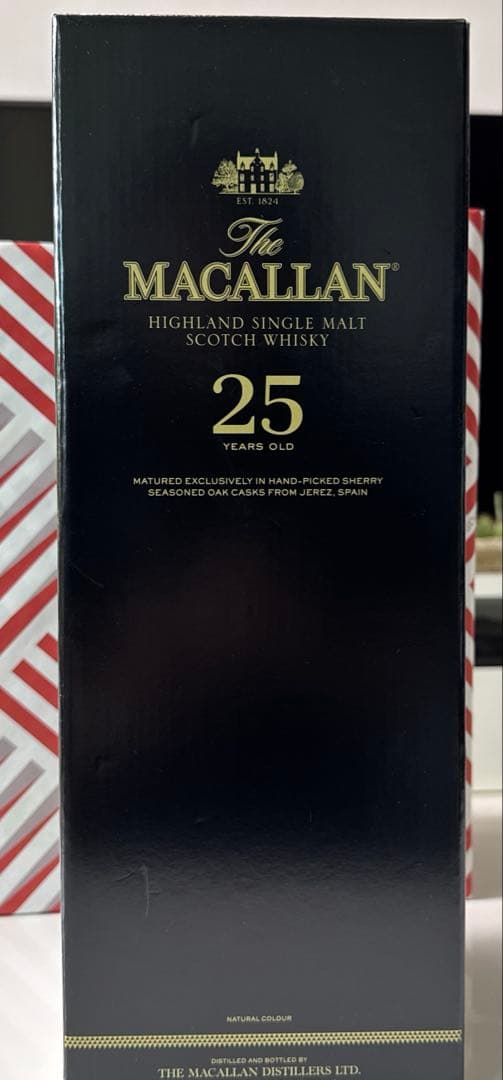 EST. 1824
The
MACALLAN®
HIGHLAND SINGLE MALT
SCOTCH WHISKY
25
YEARS OLD
MATURED EXCLUSIVELY IN HAND-PICKED SHERRY
SEASONED OAK CASKS FROM JEREZ, SPAIN
NATURAL COLOUR
DISTILLED AND BOTTLED BY
THE MACALLAN DISTILLERS LTD.